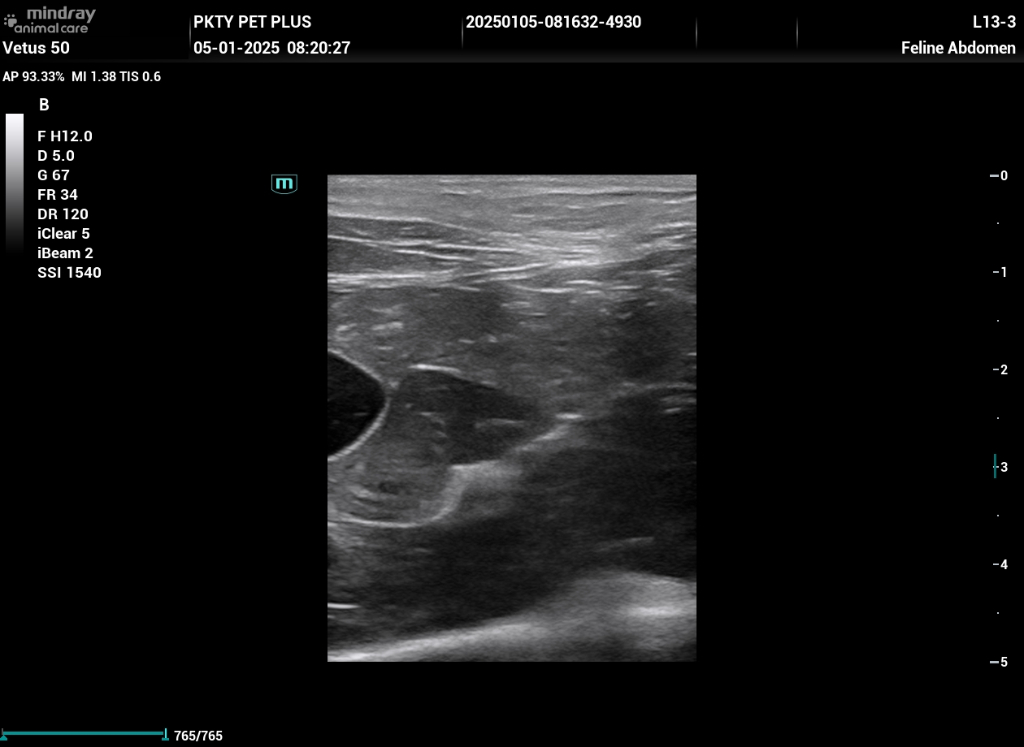 mindray
animal care
Vetus 50
PKTY PET PLUS
05-01-2025 08:20:27
20250105-081632-4930
L13-3
Feline Abdomen
AP 93.33% MI 1.38 TIS 0.6
B
F H12.0
D 5.0
G 67
FR 34
DR 120
iClear 5
iBeam 2
SSI 1540
m
0
1
2
3
4
5
765/765